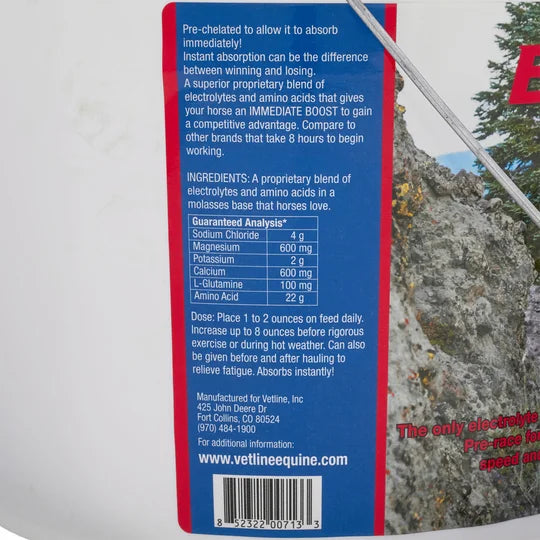 Pre-chelated to allow it to absorb
immediately!
Instant absorption can be the difference
between winning and losing.
A superior proprietary blend of
electrolytes and amino acids that gives
your horse an IMMEDIATE BOOST to gain
a competitive advantage. Compare to
other brands that take 8 hours to begin
working.
INGREDIENTS: A proprietary blend of
electrolytes and amino acids in a
molasses base that horses love.
Guaranteed Analysis*
Sodium Chloride 4 g
Magnesium 600 mg
Potassium 2 g
Calcium 600 mg
L-Glutamine 100 mg
Amino Acid 22 g
Dose: Place 1 to 2 ounces on feed daily.
Increase up to 8 ounces before rigorous
exercise or during hot weather. Can also
be given before and after hauling to
relieve fatigue. Absorbs instantly!
Manufactured for Vetline, Inc
425 John Deere Dr
Fort Collins, CO 80524
(970) 484-1900
For additional information:
www.vetlineequine.com
8 52322 00713 3
The only electrolyte
Pre-race fo
speed an